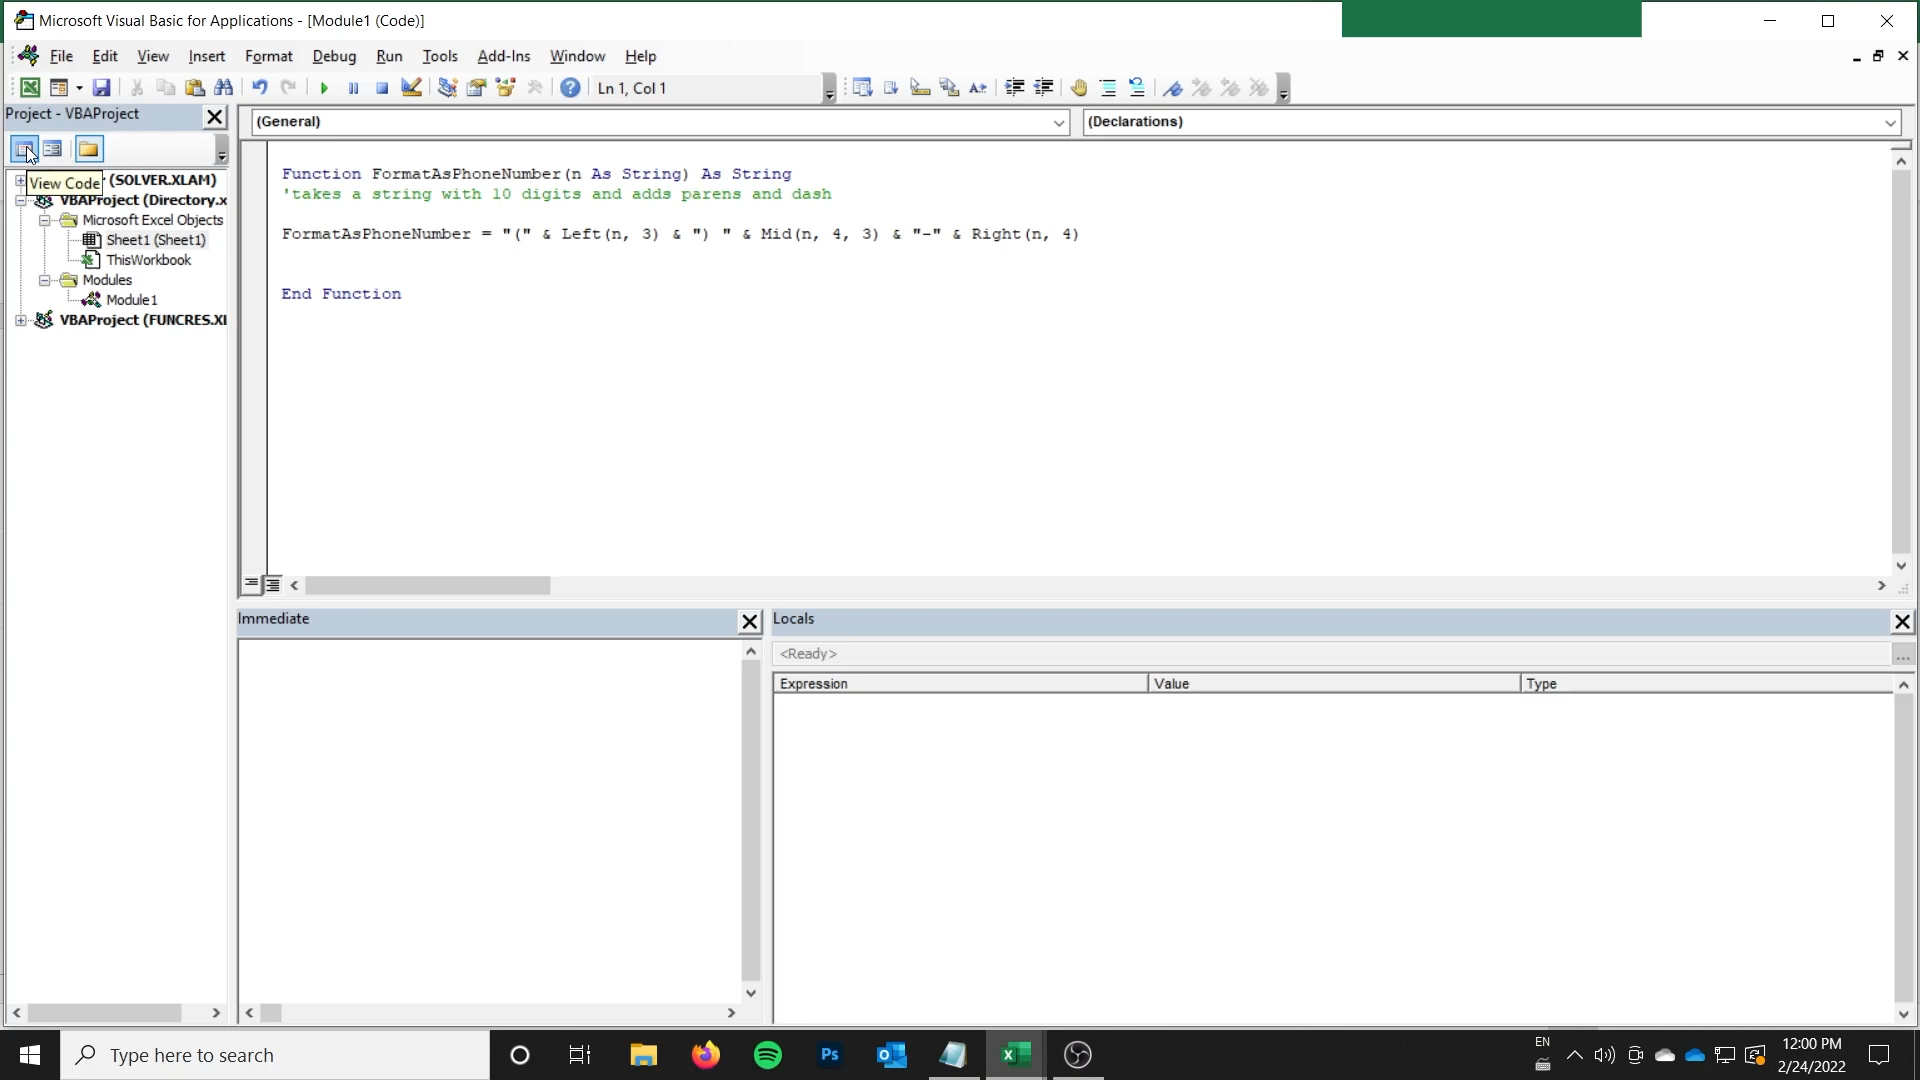 Microsoft Visual Basic for Applications - [Module1 (Code)]
File Edit View Insert Format Debug Run Tools Add-Ins Window Help
Ln 1, Col 1
Project - VBAProject
(General)
(Declarations)
(SOLVER.XLAM)
View Code
VBAProject (Directory.x
Microsoft Excel Objects
Sheet1 (Sheet1)
ThisWorkbook
Modules
Module1
VBAProject (FUNCRES.Xl
Function FormatAsPhoneNumber(n As String) As String
'takes a string with 10 digits and adds parens and dash
FormatAsPhoneNumber = "(" & Left(n, 3) & ") " & Mid(n, 4, 3) & "-" & Right(n, 4)
End Function
Immediate
Locals
<Ready>
Expression Value Type
Type here to search
Ps
EN
12:00 PM
2/24/2022